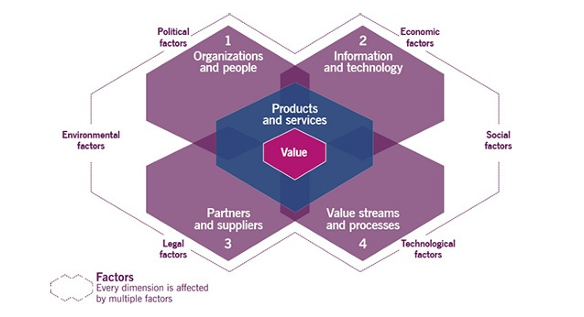 Political
factors
Economic
factors
1
Organizations
and people
2
Information
and technology
Products
and services
Environmental
factors
Value
Social
factors
Partners
and suppliers
3
Value streams
and processes
4
Legal
factors
Technological
factors
Factors
Every dimension is affected
by multiple factors